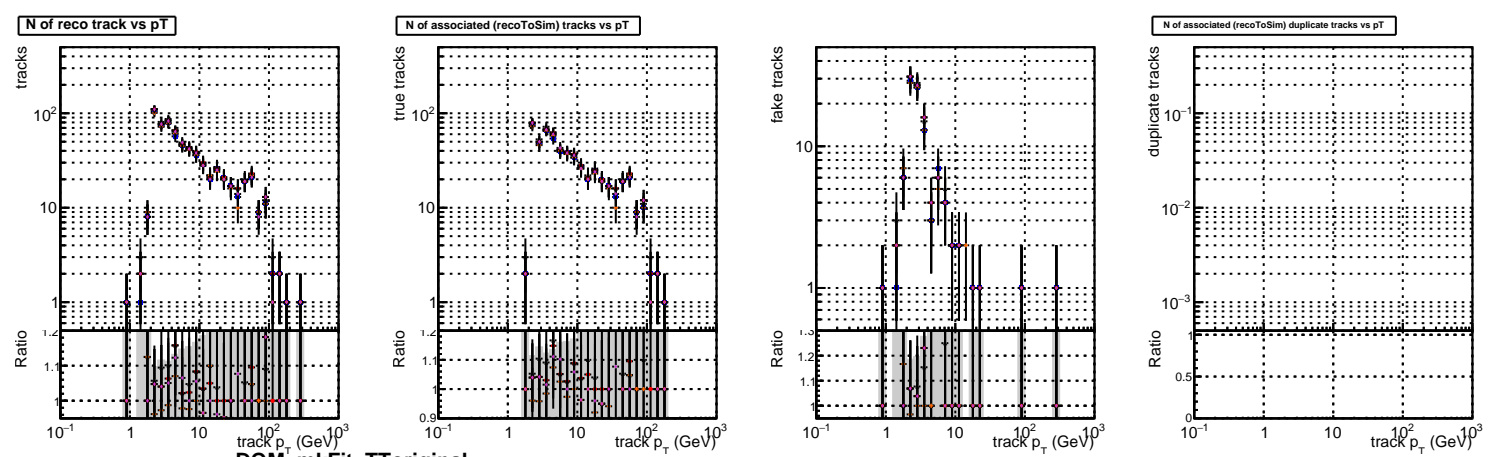 N of reco track vs pT
tracks
10²
10
1
Ratio
1.2
1.1
1
10⁻¹ 1 10 10² 10³
track p_T (GeV)
N of associated (recoToSim) tracks vs pT
true tracks
10²
10
1
Ratio
1.2
1.1
1
0.9
10⁻¹ 1 10 10² 10³
track p_T (GeV)
fake tracks
10
1
Ratio
1.3
1.2
1.1
1
10⁻¹ 1 10 10² 10³
track p_T (GeV)
N of associated (recoToSim) duplicate tracks vs pT
duplicate tracks
10⁻¹
10⁻²
10⁻³
Ratio
1
0.5
0
10⁻¹ 1 10 10² 10³
track p_T (GeV)